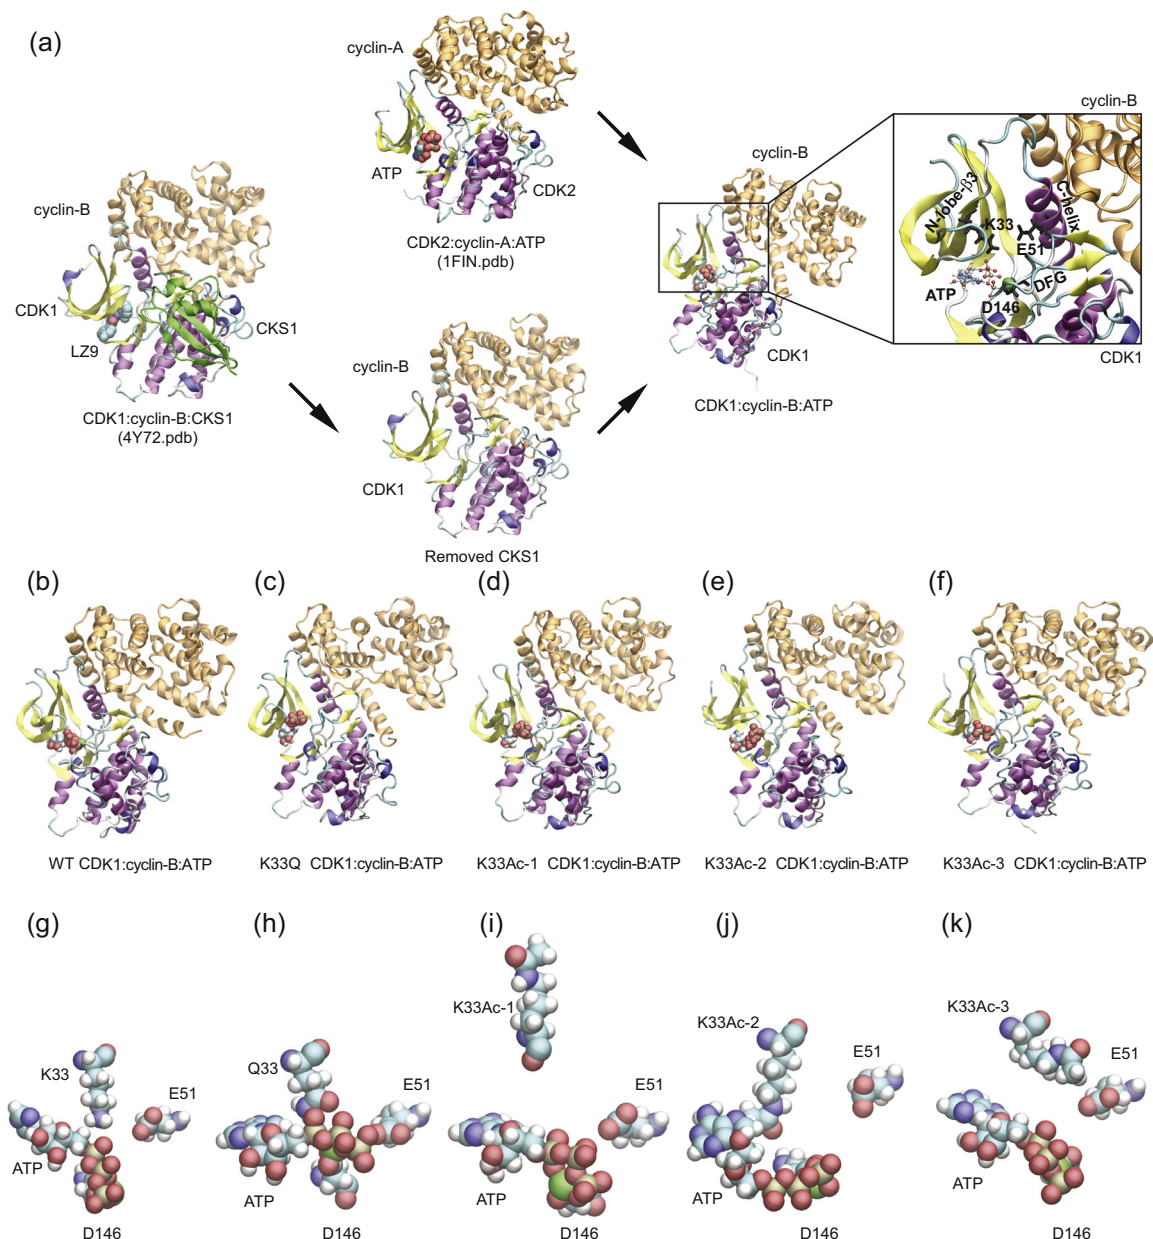 (a)
cyclin-A
ATP
CDK2
CDK2:cyclin-A:ATP
(1FIN.pdb)
cyclin-B
CDK1
LZ9
CKS1
CDK1:cyclin-B:CKS1
(4Y72.pdb)
cyclin-B
CDK1
Removed CKS1
cyclin-B
CDK1
CDK1:cyclin-B:ATP
cyclin-B
N-lobe-β3
C-helix
K33
E51
ATP
DFG
D146
CDK1
(b)
(c)
(d)
(e)
(f)
WT CDK1:cyclin-B:ATP
K33Q CDK1:cyclin-B:ATP
K33Ac-1 CDK1:cyclin-B:ATP
K33Ac-2 CDK1:cyclin-B:ATP
K33Ac-3 CDK1:cyclin-B:ATP
(g)
K33
E51
ATP
D146
(h)
Q33
E51
ATP
D146
(i)
K33Ac-1
E51
ATP
D146
(j)
K33Ac-2
E51
ATP
D146
(k)
K33Ac-3
E51
ATP
D146